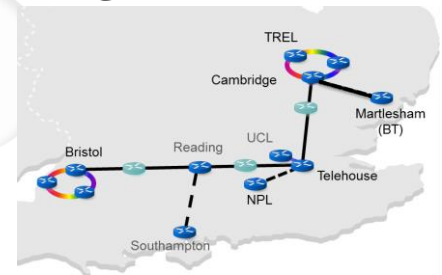 TREL
Cambridge
Martlesham
(BT)
UCL
Reading
Bristol
Telehouse
NPL
Southampton